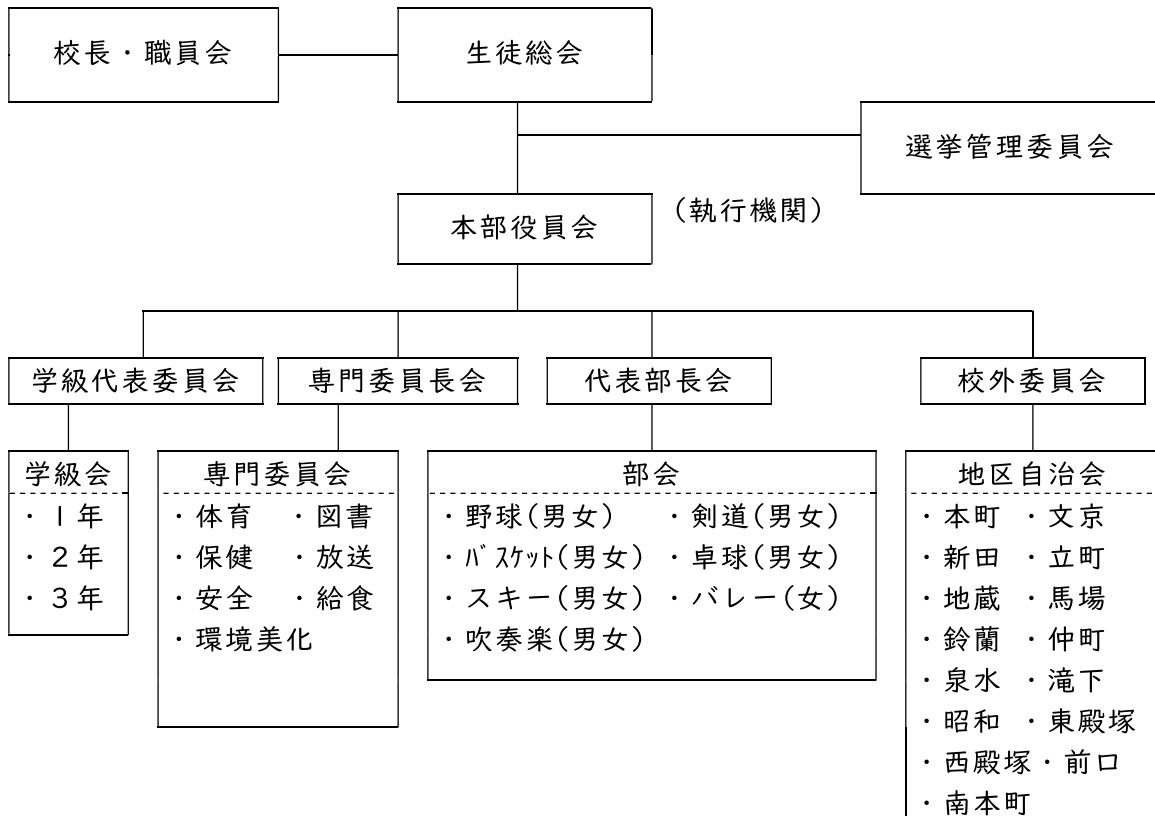 校長・職員会
生徒総会
選挙管理委員会
本部役員会
(執行機関)
学級代表委員会
専門委員長会
代表部長会
校外委員会
学級会
・1年
・2年
・3年
専門委員会
・体育 ・図書
・保健 ・放送
・安全 ・給食
・環境美化
部会
・野球(男女) ・剣道(男女)
・バスケット(男女) ・卓球(男女)
・スキー(男女) ・バレー(女)
・吹奏楽(男女)
地区自治会
・本町 ・文京
・新田 ・立町
・地蔵 ・馬場
・鈴蘭 ・仲町
・泉水 ・滝下
・昭和 ・東殿塚
・西殿塚・前口
・南本町